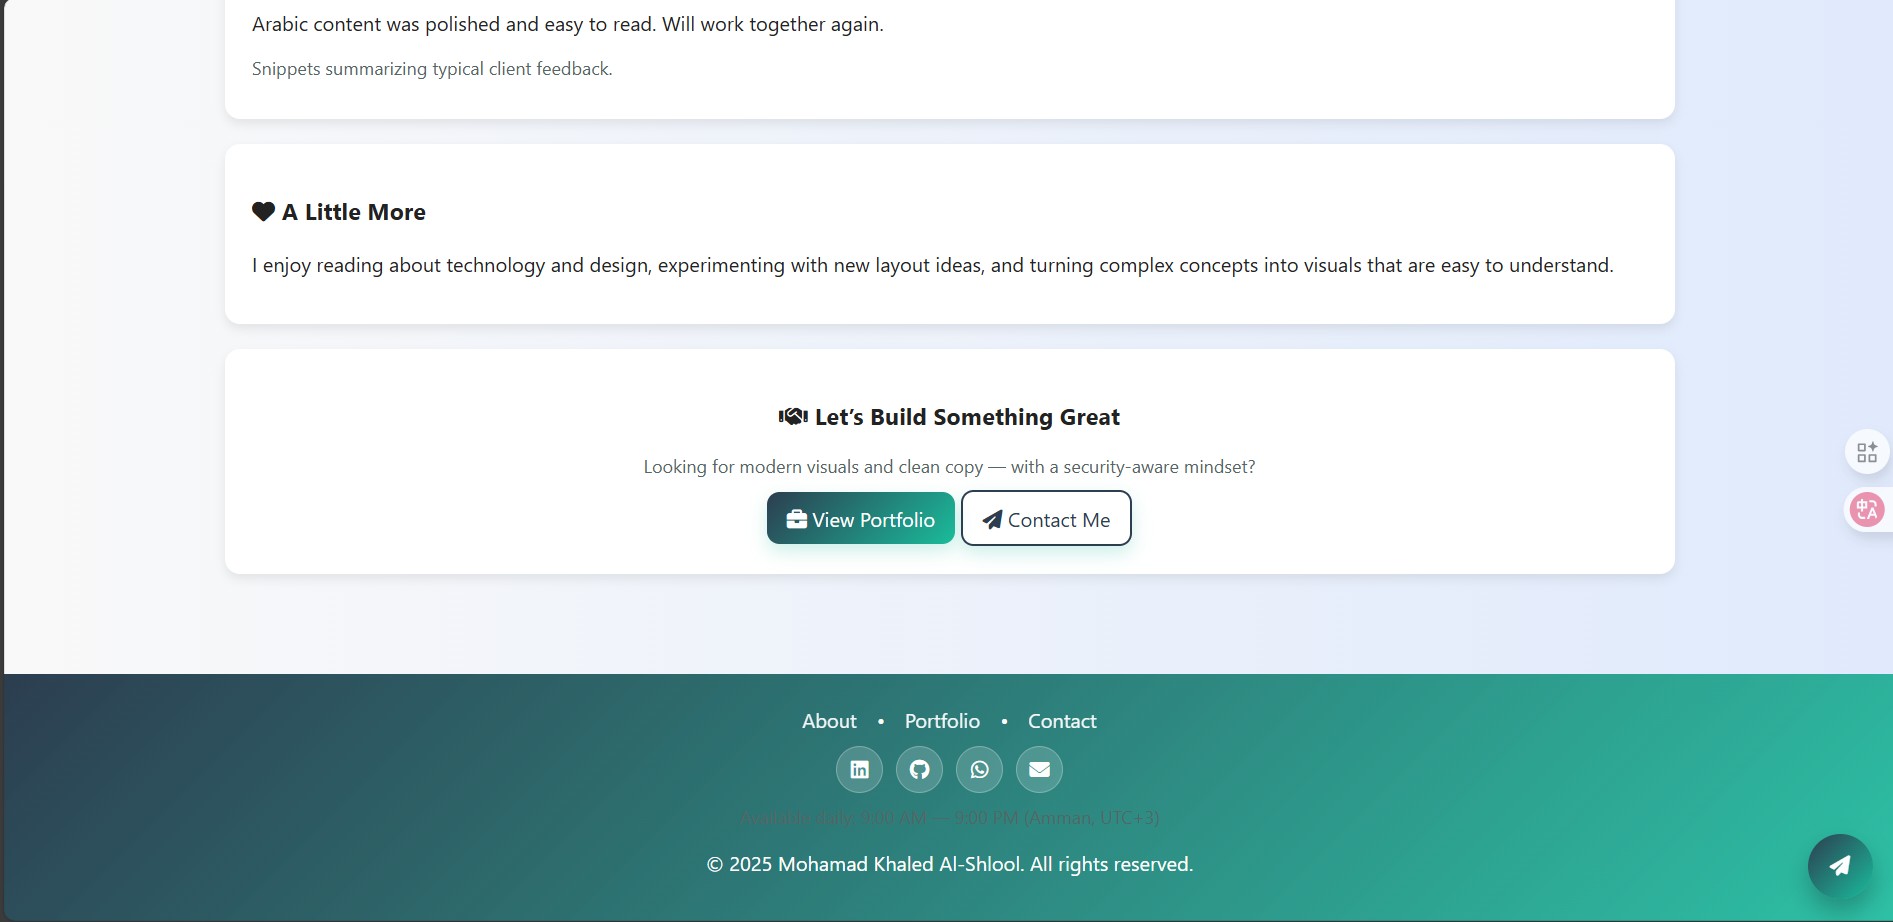 Arabic content was polished and easy to read. Will work together again.
Snippets summarizing typical client feedback.
A Little More
I enjoy reading about technology and design, experimenting with new layout ideas, and turning complex concepts into visuals that are easy to understand.
Let’s Build Something Great
Looking for modern visuals and clean copy — with a security-aware mindset?
View Portfolio Contact Me
About • Portfolio • Contact
in
Available daily: 9:00 AM — 9:00 PM (Amman, UTC+3)
© 2025 Mohamad Khaled Al-Shlool. All rights reserved.
中 A